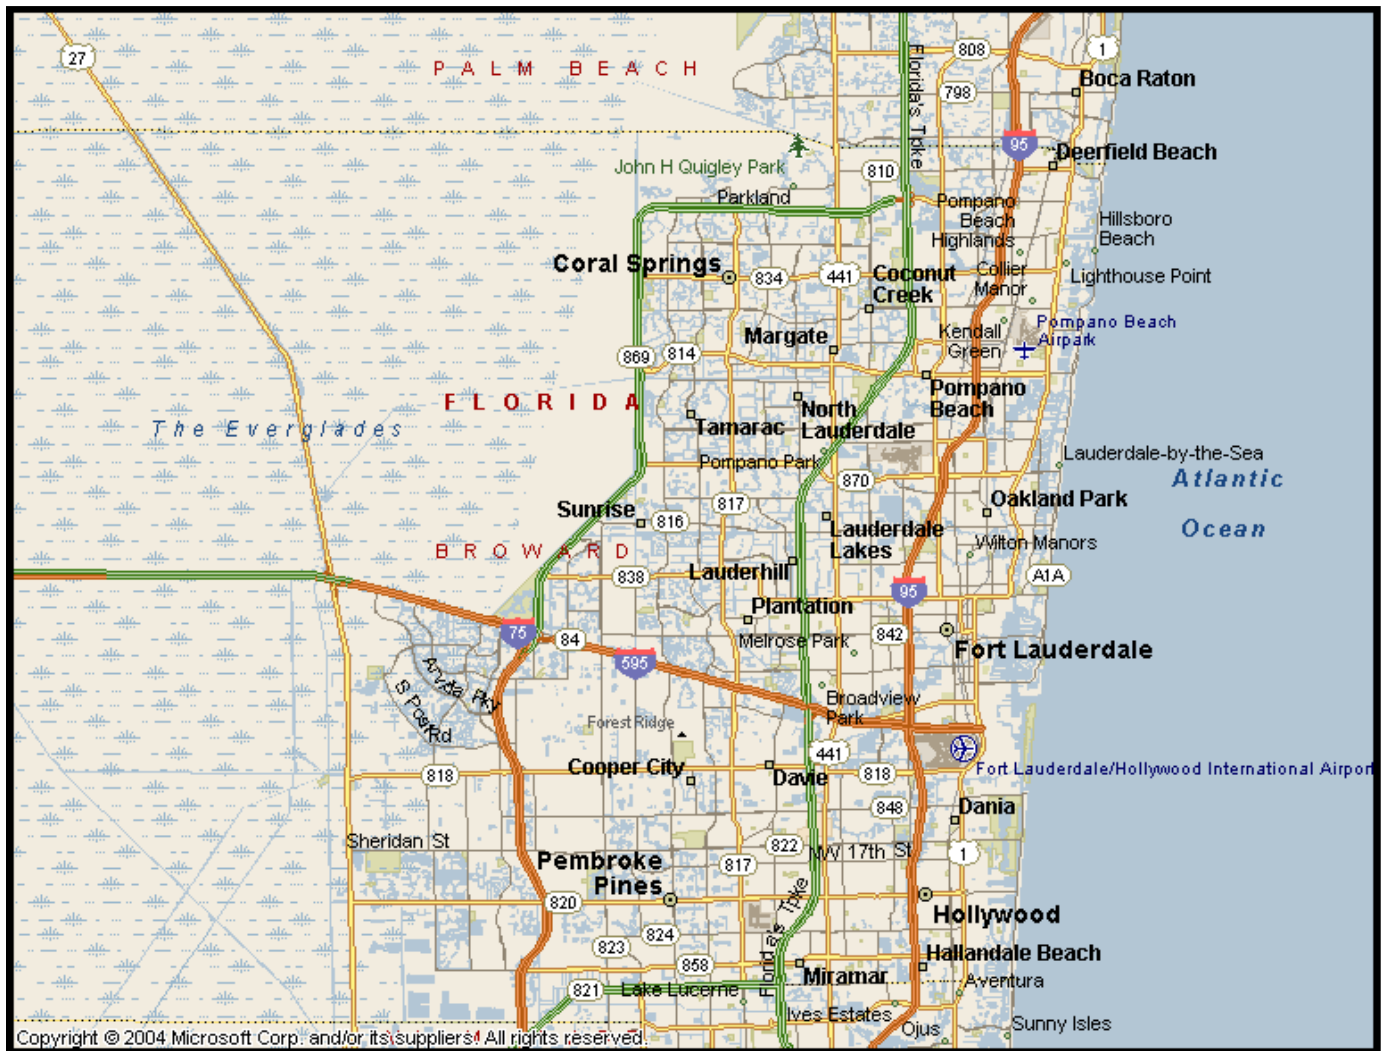 1
808
27
PALM BEACH
Boca Raton
798
Florida's Tpke
95
Deerfield Beach
John H Quigley Park
810
Parkland
Pompano
Beach
Highlands
Hillsboro
Beach
Coral Springs
834
441
Coconut
Creek
Collier
Manor
Lighthouse Point
Margate
Kendall
Green
Pompano Beach
Airpark
869
814
Pompano
Beach
FLORIDA
North
Lauderdale
Tamarac
The Everglades
Pompano Park
Lauderdale-by-the-Sea
870
Atlantic
Ocean
Oakland Park
817
Sunrise
816
Lauderdale
Lakes
Wilton Manors
BROWARD
Lauderhill
838
A1A
95
Plantation
75
84
842
Melrose Park
Fort Lauderdale
595
Arvida Pky
S Post Rd
Broadview
Park
Forest Ridge
441
Cooper City
Davie
818
818
Fort Lauderdale/Hollywood International Airport
848
Dania
Sheridan St
822
NW 17th St
1
Pembroke
Pines
817
820
Florida's Tpke
Hollywood
824
823
858
Hallandale Beach
Miramar
Aventura
821
Lake Lucerne
Ives Estates
Ojus
Sunny Isles
Copyright © 2004 Microsoft Corp. and/or its suppliers. All rights reserved.